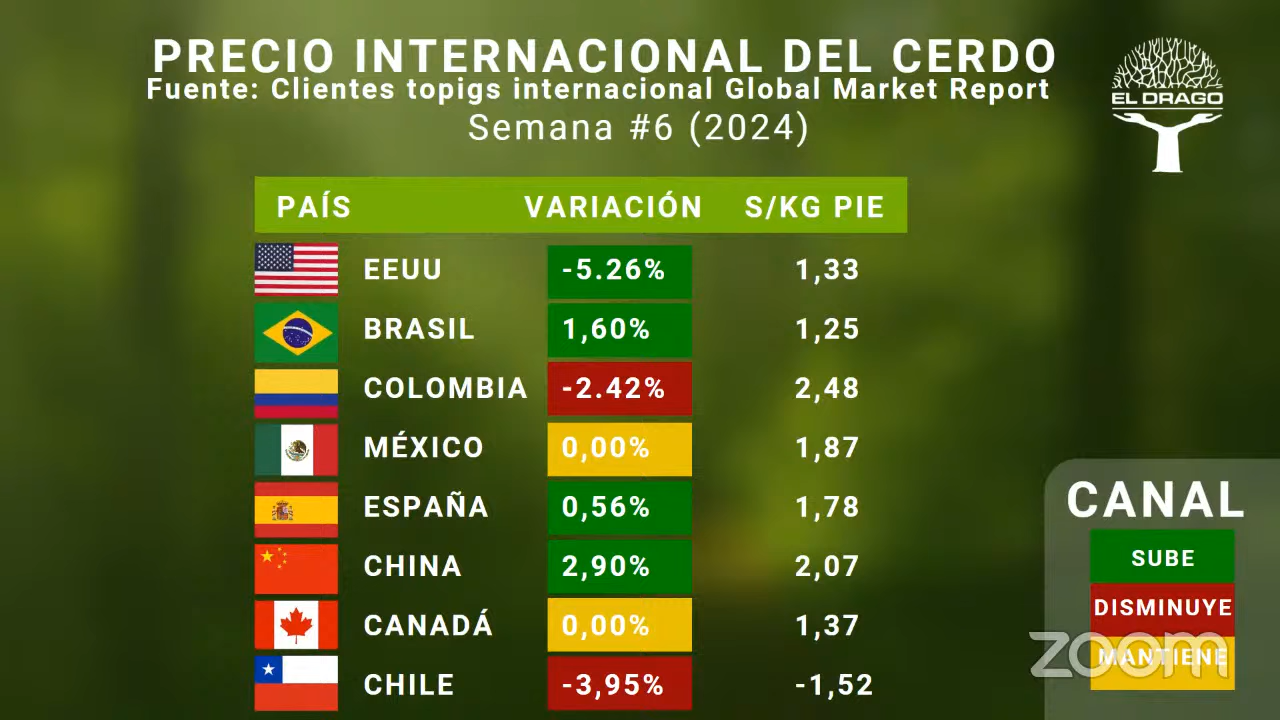 PRECIO INTERNACIONAL DEL CERDO
Fuente: Clientes topigs internacional Global Market Report
Semana #6 (2024)
EL DRAGO
PAÍS VARIACIÓN S/KG PIE
EEUU -5.26% 1,33
BRASIL 1,60% 1,25
COLOMBIA -2.42% 2,48
MÉXICO 0,00% 1,87
ESPAÑA 0,56% 1,78
CHINA 2,90% 2,07
CANADÁ 0,00% 1,37
CHILE -3,95% -1,52
CANAL
SUBE
DISMINUYE
MANTIENE
zoom